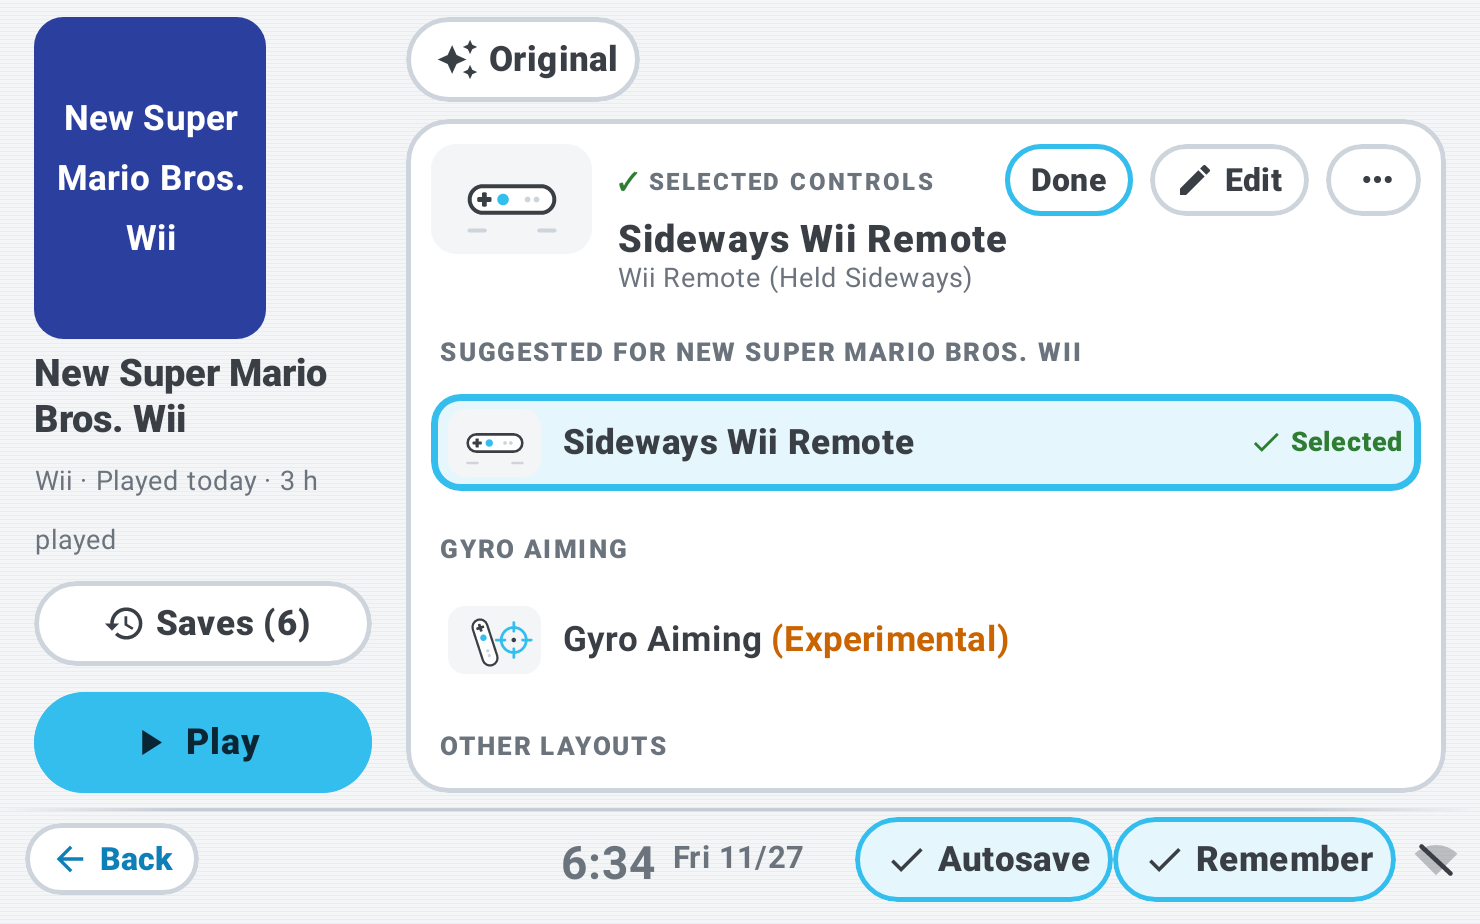 New Super
Mario Bros.
Wii
New Super Mario
Bros. Wii
Wii · Played today · 3 h
played
Saves (6)
Play
Original
✓ SELECTED CONTROLS
Done
Edit
Sideways Wii Remote
Wii Remote (Held Sideways)
SUGGESTED FOR NEW SUPER MARIO BROS. WII
Sideways Wii Remote
Selected
GYRO AIMING
Gyro Aiming (Experimental)
OTHER LAYOUTS
Back
6:34 Fri 11/27
Autosave
Remember